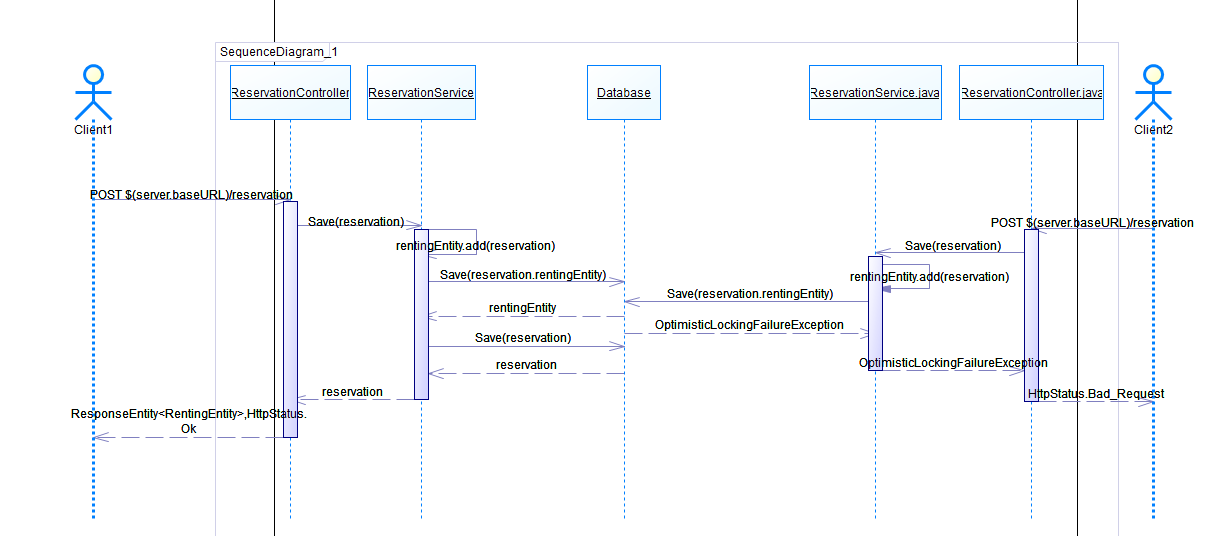 SequenceDiagram_1
ReservationController
ReservationService
Database
ReservationService.java
ReservationController.java
Client1
Client2
POST $(server.baseURL)/reservation
Save(reservation)
POST $(server.baseURL)/reservation
rentingEntity.add(reservation)
Save(reservation)
Save(reservation.rentingEntity)
rentingEntity.add(reservation)
Save(reservation.rentingEntity)
rentingEntity
OptimisticLockingFailureException
Save(reservation)
reservation
OptimisticLockingFailureException
reservation
HttpStatus.Bad_Request
ResponseEntity<RentingEntity>,HttpStatus.
Ok